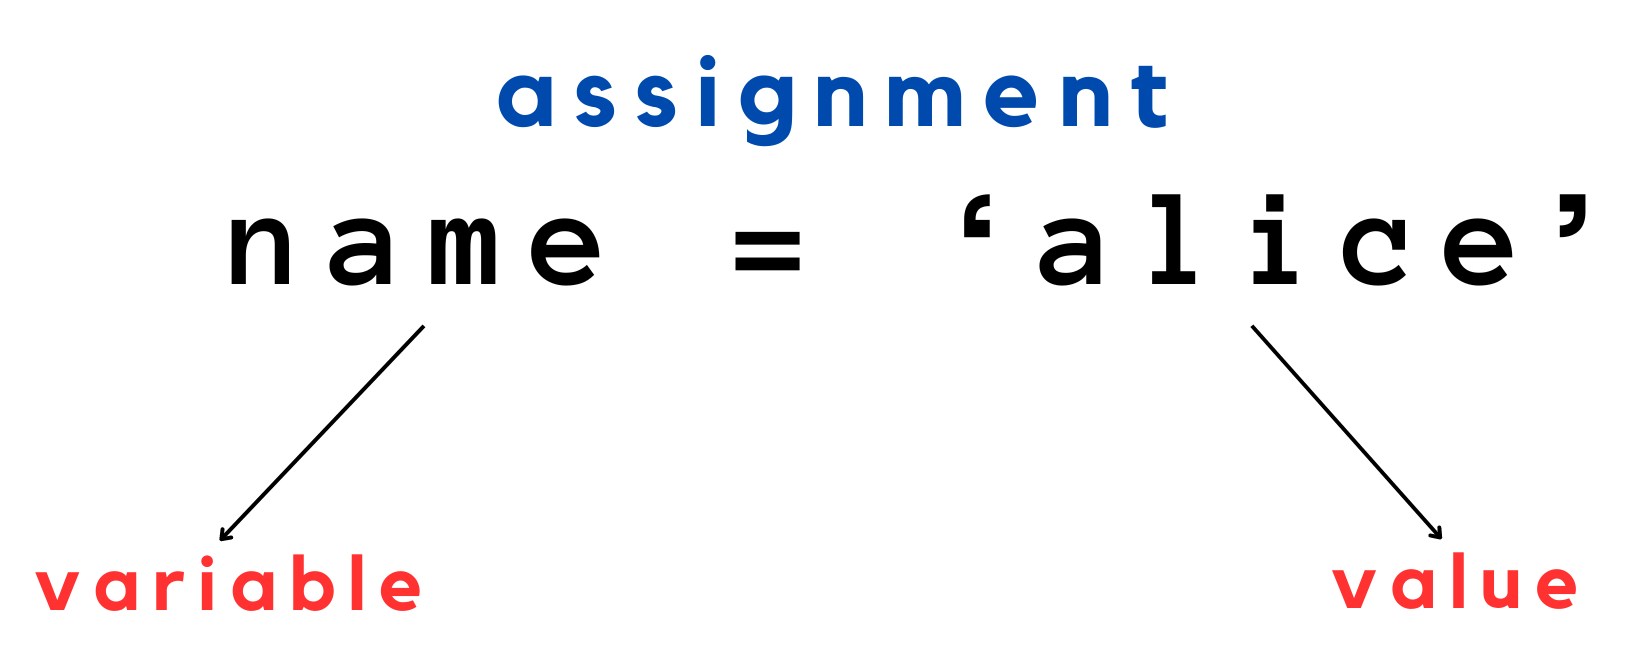 assignment
name = ‘alice’
variable
value